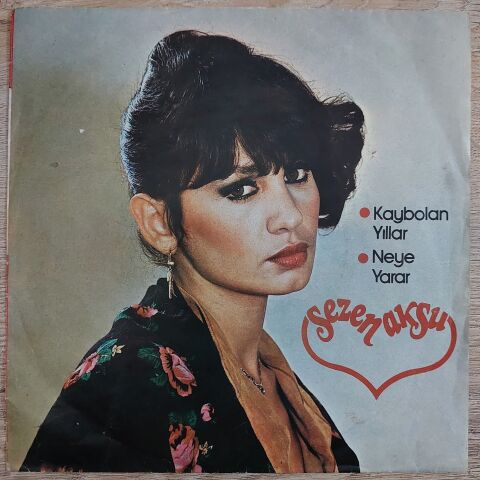 Kaybolan
Yıllar
Neye
Yarar
sezen aksu